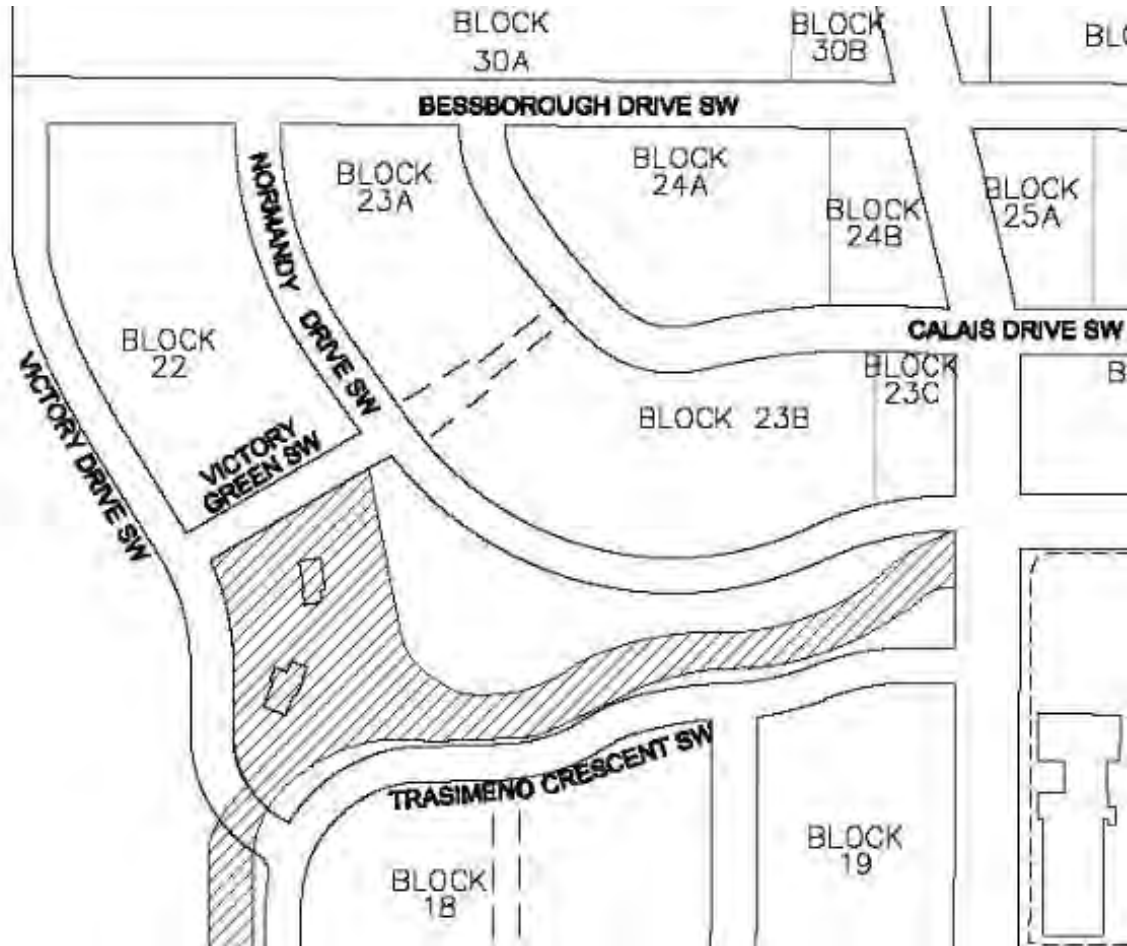 BLOCK
30A
BLOCK
30B
BLO
BESSBOROUGH DRIVE SW
NORMANDY DRIVE SW
BLOCK
23A
BLOCK
24A
BLOCK
24B
BLOCK
25A
CALAIS DRIVE SW
BLOCK
22
VICTORY DRIVE SW
VICTORY
GREEN SW
BLOCK 23B
BLOCK
23C
B
TRASIMENO CRESCENT SW
BLOCK
18
BLOCK
19